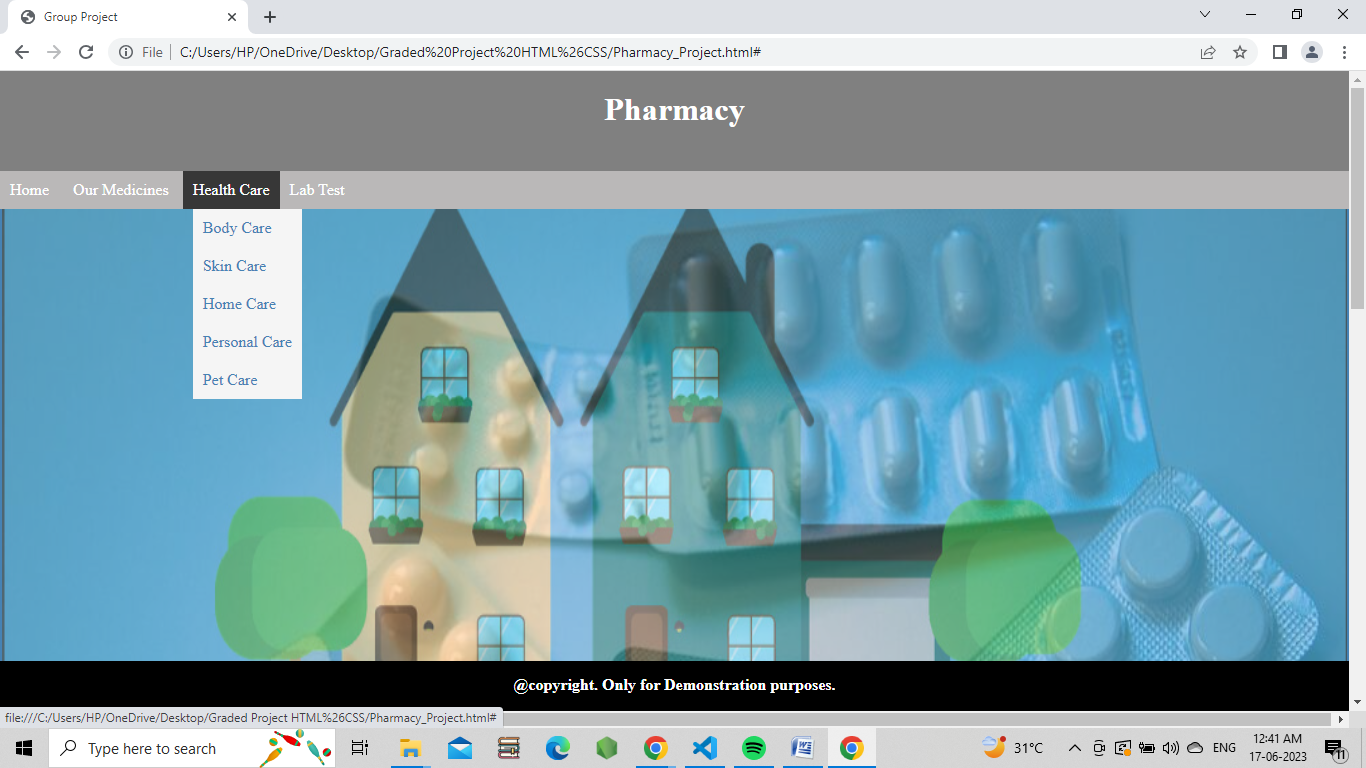 Group Project
File
C:/Users/HP/OneDrive/Desktop/Graded%20Project%20HTML%26CSS/Pharmacy_Project.html#
Pharmacy
Home Our Medicines Health Care Lab Test
Body Care
Skin Care
Home Care
Personal Care
Pet Care
@copyright. Only for Demonstration purposes.
file:///C:/Users/HP/OneDrive/Desktop/Graded Project HTML%26CSS/Pharmacy_Project.html#
Type here to search
31°C
ENG
12:41 AM
17-06-2023
11